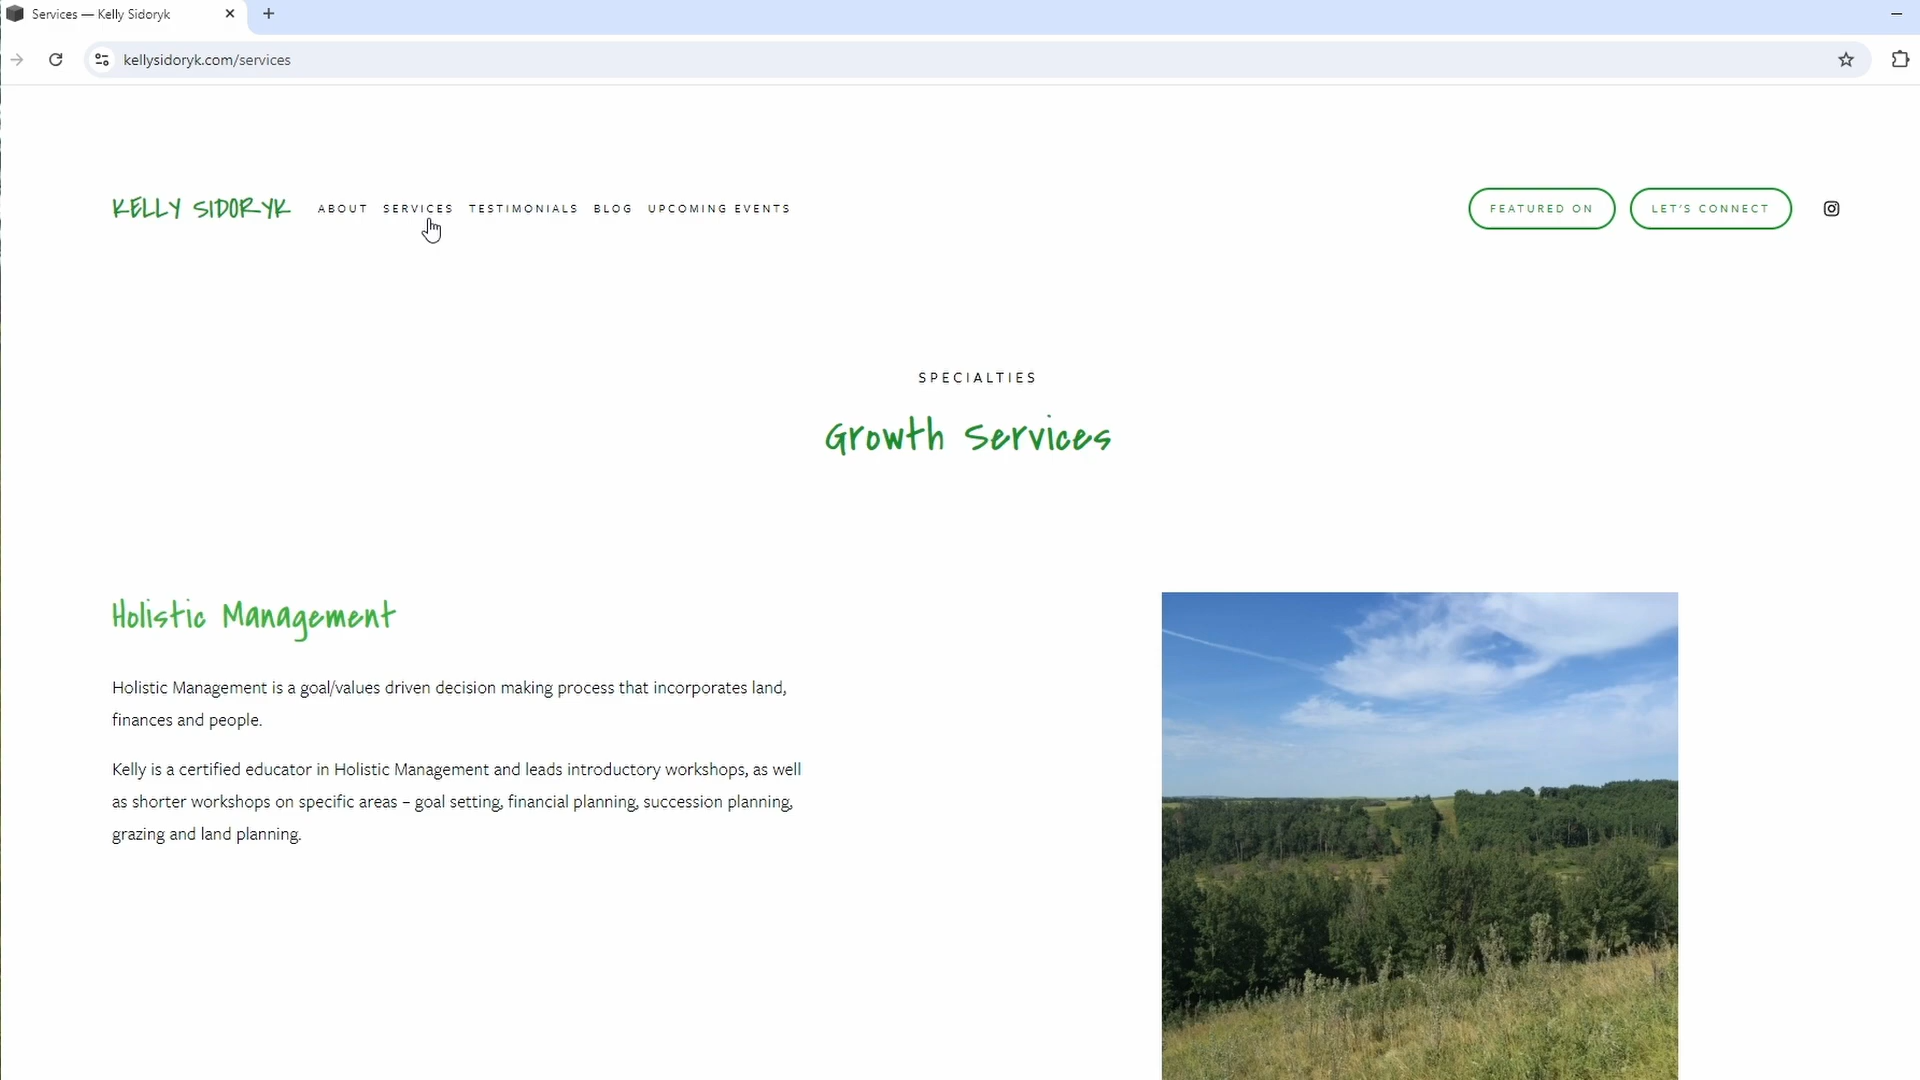 Services — Kelly Sidoryk
kellysidoryk.com/services
KELLY SIDORYK ABOUT SERVICES TESTIMONIALS BLOG UPCOMING EVENTS FEATURED ON LET'S CONNECT
SPECIALTIES
Growth Services
Holistic Management
Holistic Management is a goal/values driven decision making process that incorporates land,
finances and people.
Kelly is a certified educator in Holistic Management and leads introductory workshops, as well
as shorter workshops on specific areas – goal setting, financial planning, succession planning,
grazing and land planning.